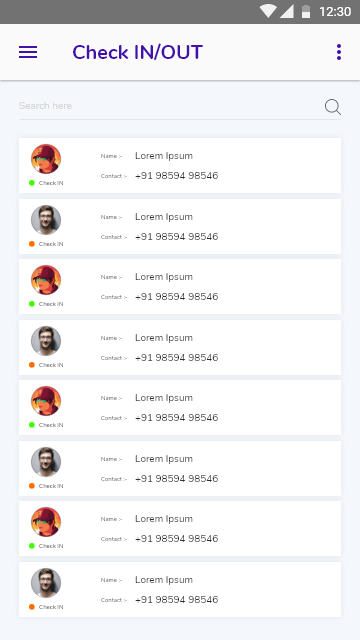 12:30
Check IN/OUT
Search here
Name :-
Lorem Ipsum
Contact :-
+91 98594 98546
Check IN
Name :-
Lorem Ipsum
Contact :-
+91 98594 98546
Check IN
Name :-
Lorem Ipsum
Contact :-
+91 98594 98546
Check IN
Name :-
Lorem Ipsum
Contact :-
+91 98594 98546
Check IN
Name :-
Lorem Ipsum
Contact :-
+91 98594 98546
Check IN
Name :-
Lorem Ipsum
Contact :-
+91 98594 98546
Check IN
Name :-
Lorem Ipsum
Contact :-
+91 98594 98546
Check IN
Name :-
Lorem Ipsum
Contact :-
+91 98594 98546
Check IN